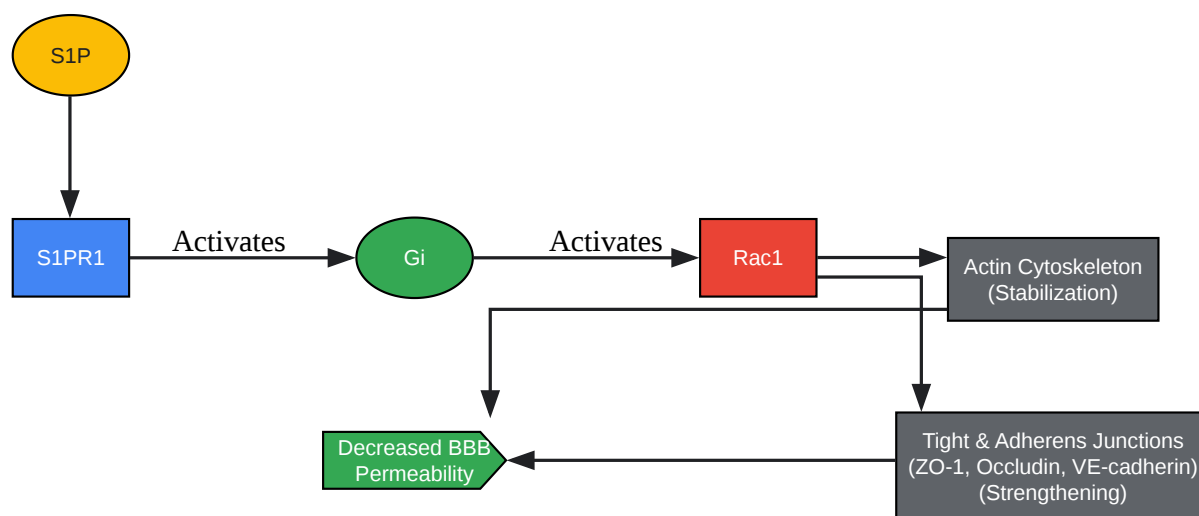 S1P
S1PR1
Activates
Gi
Activates
Rac1
Actin Cytoskeleton
(Stabilization)
Decreased BBB
Permeability
Tight & Adherens Junctions
(ZO-1, Occludin, VE-cadherin)
(Strengthening)